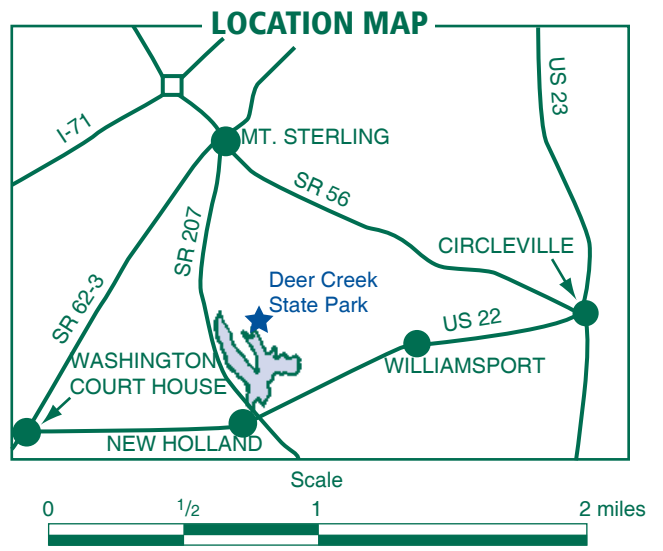 LOCATION MAP
I-71
US 23
MT. STERLING
SR 56
SR 207
CIRCLEVILLE
Deer Creek
State Park
SR 62-3
US 22
WASHINGTON
COURT HOUSE
WILLIAMSPORT
NEW HOLLAND
Scale
0 1/2 1 2 miles